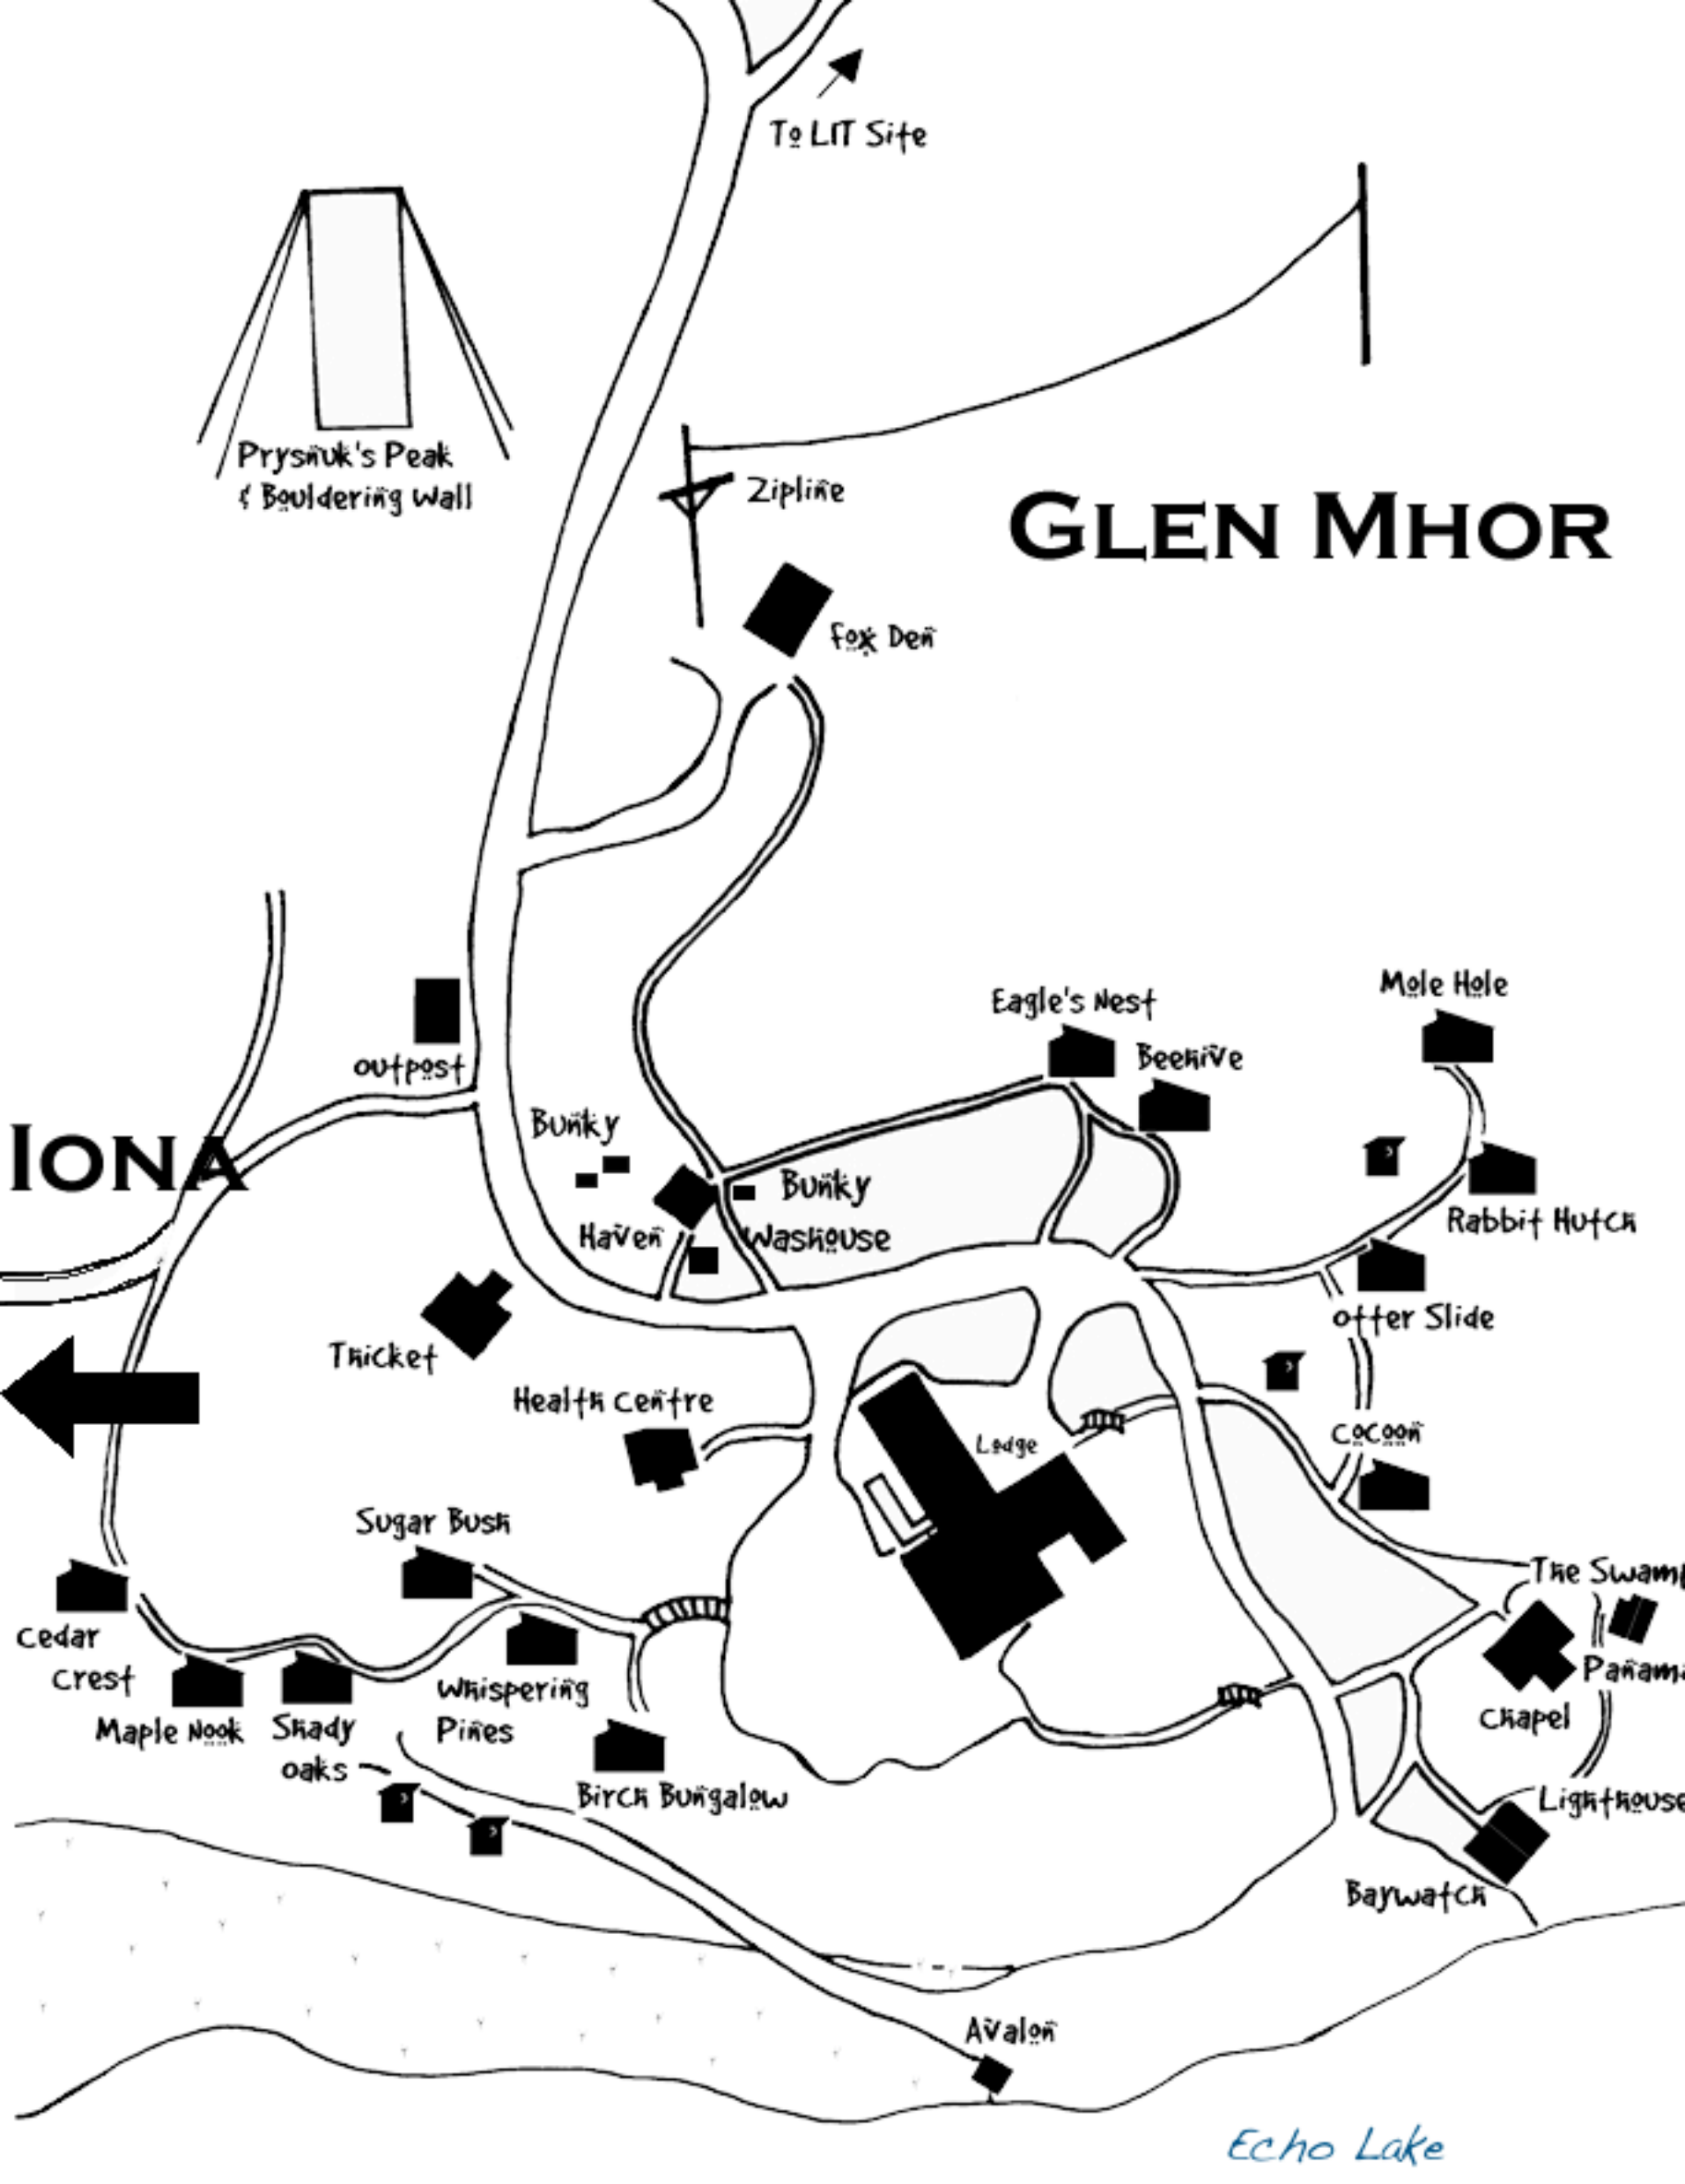 To LIT Site
Prysnuk's Peak
& Bouldering Wall
Zipline
GLEN MHOR
Fox Den
Mole Hole
Eagle's Nest
Beehive
Outpost
Bunky
IONA
Bunky
Haven
Washouse
Rabbit Hutch
Otter Slide
Thicket
Health Centre
Lodge
Cocoon
Sugar Bush
The Swamp
Cedar
Crest
Whispering
Pines
Maple Nook
Shady
Oaks
Panama
Chapel
Birch Bungalow
Lighthouse
Baywatch
Avalon
Echo Lake